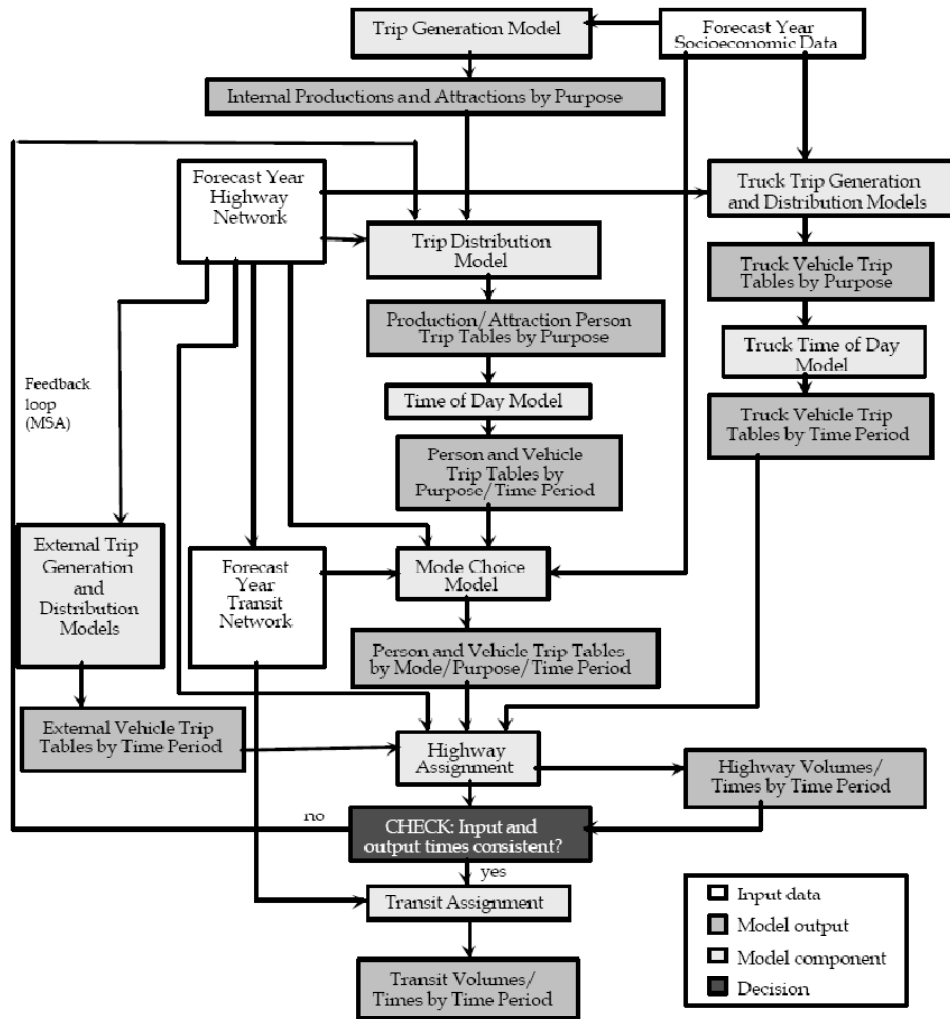 Trip Generation Model
Forecast Year
Socioeconomic Data
Internal Productions and Attractions by Purpose
Forecast Year
Highway
Network
Truck Trip Generation
and Distribution Models
Trip Distribution
Model
Truck Vehicle Trip
Tables by Purpose
Production/Attraction Person
Trip Tables by Purpose
Truck Time of Day
Model
Feedback
loop
(MSA)
Time of Day Model
Truck Vehicle Trip
Tables by Time Period
Person and Vehicle
Trip Tables by
Purpose/Time Period
External Trip
Generation
and
Distribution
Models
Forecast
Year
Transit
Network
Mode Choice
Model
Person and Vehicle Trip Tables
by Mode/Purpose/Time Period
External Vehicle Trip
Tables by Time Period
Highway
Assignment
Highway Volumes/
Times by Time Period
no
CHECK: Input and
output times consistent?
yes
Transit Assignment
Transit Volumes/
Times by Time Period
Input data
Model output
Model component
Decision